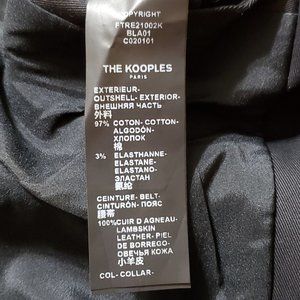 COPYRIGHT
FTRE21002K
BLA01
C020101
THE KOOPLES
PARIS
EXTERIEUR-
OUTSHELL-EXTERIOR-
ВНЕШНЯЯ ЧАСТЬ
外料
97% COTON-COTTON-
ALGODÓN-
ХЛОПОК
棉
3% ELASTHANNE-
ELASTANE-
ELASTANO-
ЭЛАСТАН
氨纶
CEINTURE-BELT-
CINTURÓN-ПОЯС
腰带
100%CUIR D AGNEAU-
LAMBSKIN
LEATHER-PIEL
DE BORREGO-
ОВЕЧЬЯ КОЖА
小羊皮
COL-COLLAR-